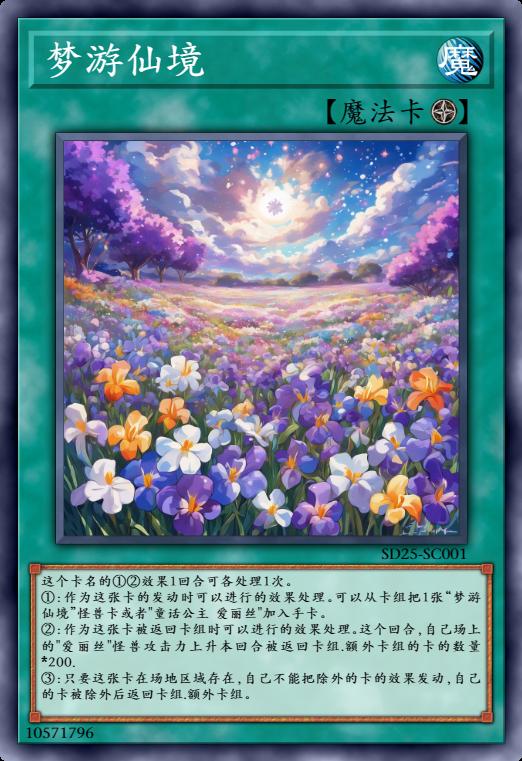 梦游仙境
魔
【魔法卡】
SD25-SC001
这个卡名的①②效果1回合可各处理1次。
①:作为这张卡的发动时可以进行的效果处理。可以从卡组把1张“梦游
仙境”怪兽卡或者"童话公主 爱丽丝"加入手卡。
②:作为这张卡被返回卡组时可以进行的效果处理。这个回合,自己场上
的"爱丽丝"怪兽攻击力上升本回合被返回卡组.额外卡组的卡的数量
*200.
③:只要这张卡在场地区域存在,自己不能把除外的卡的效果发动,自己
的卡被除外后返回卡组.额外卡组。
10571796